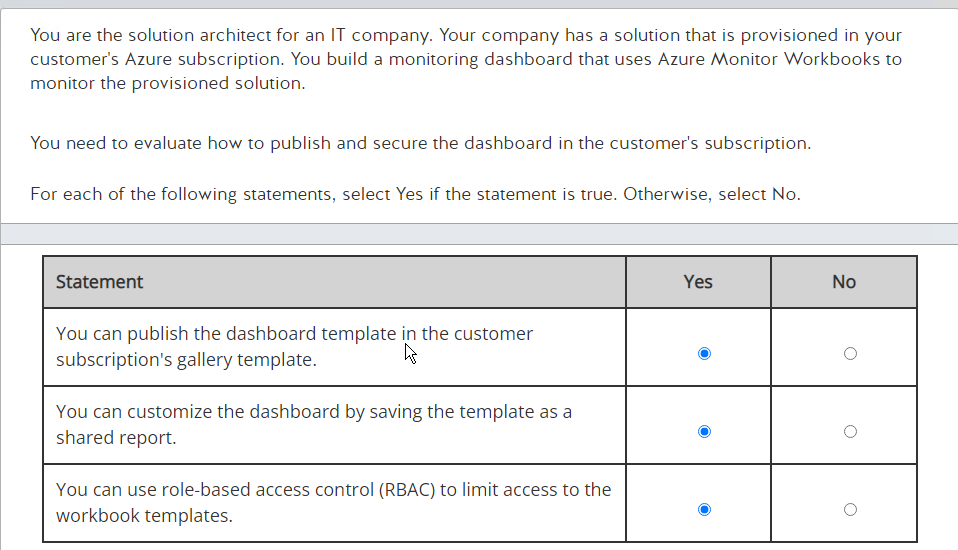 You are the solution architect for an IT company. Your company has a solution that is provisioned in your
customer's Azure subscription. You build a monitoring dashboard that uses Azure Monitor Workbooks to
monitor the provisioned solution.
You need to evaluate how to publish and secure the dashboard in the customer's subscription.
For each of the following statements, select Yes if the statement is true. Otherwise, select No.
Statement Yes No
You can publish the dashboard template in the customer
subscription's gallery template.
You can customize the dashboard by saving the template as a
shared report.
You can use role-based access control (RBAC) to limit access to the
workbook templates.